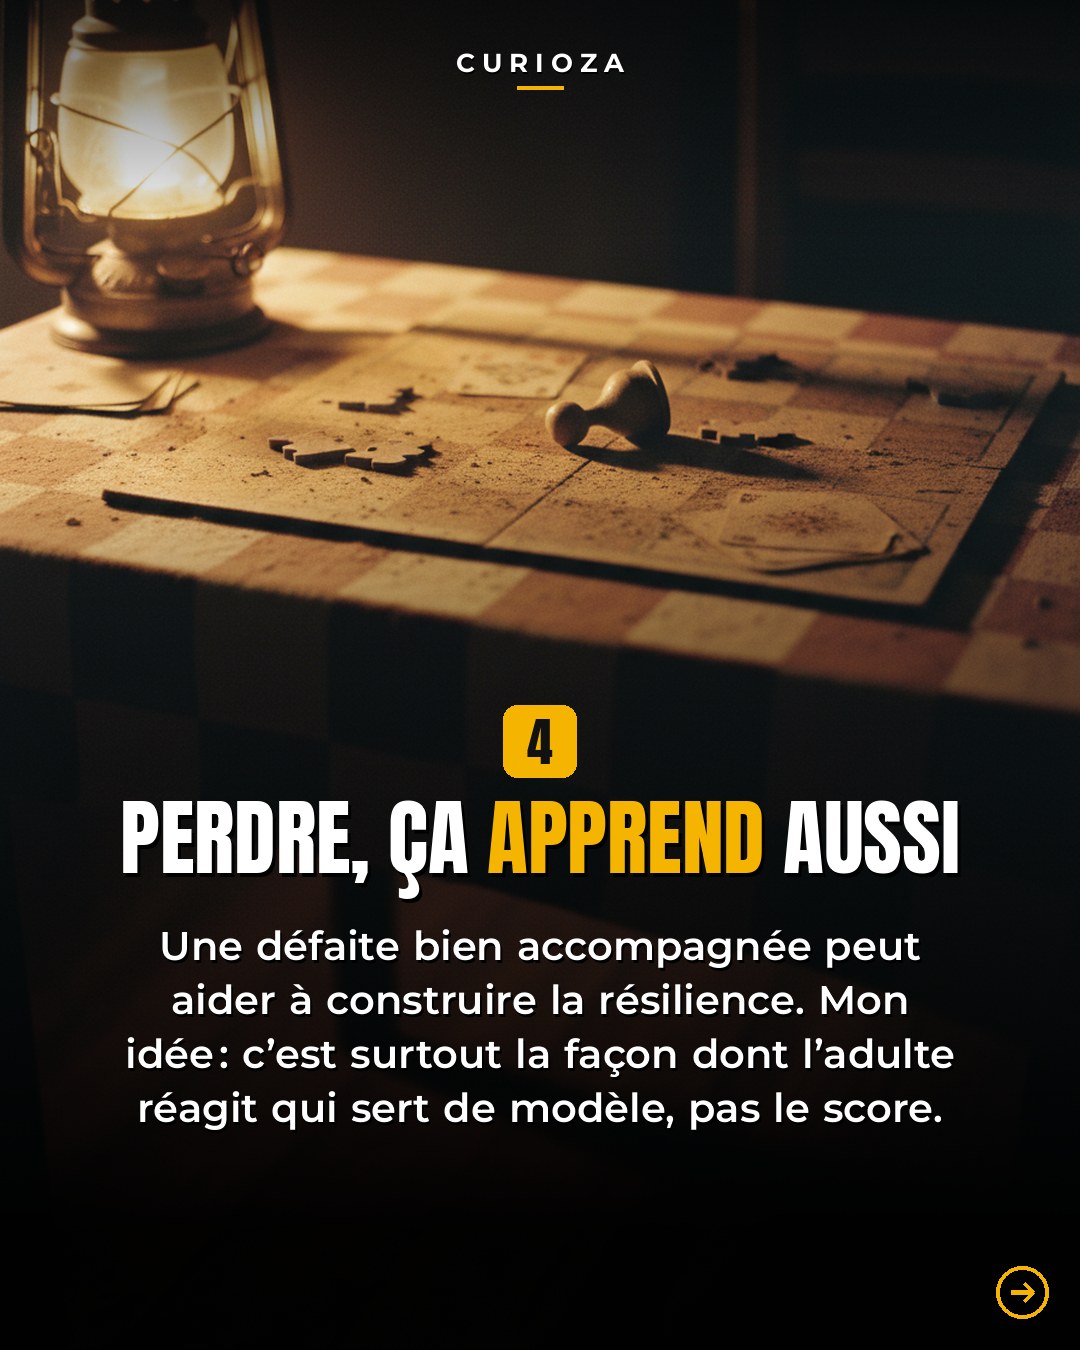 CURIOZA
4
PERDRE, ÇA APPREND AUSSI
Une défaite bien accompagnée peut
aider à construire la résilience. Mon
idée : c’est surtout la façon dont l’adulte
réagit qui sert de modèle, pas le score.